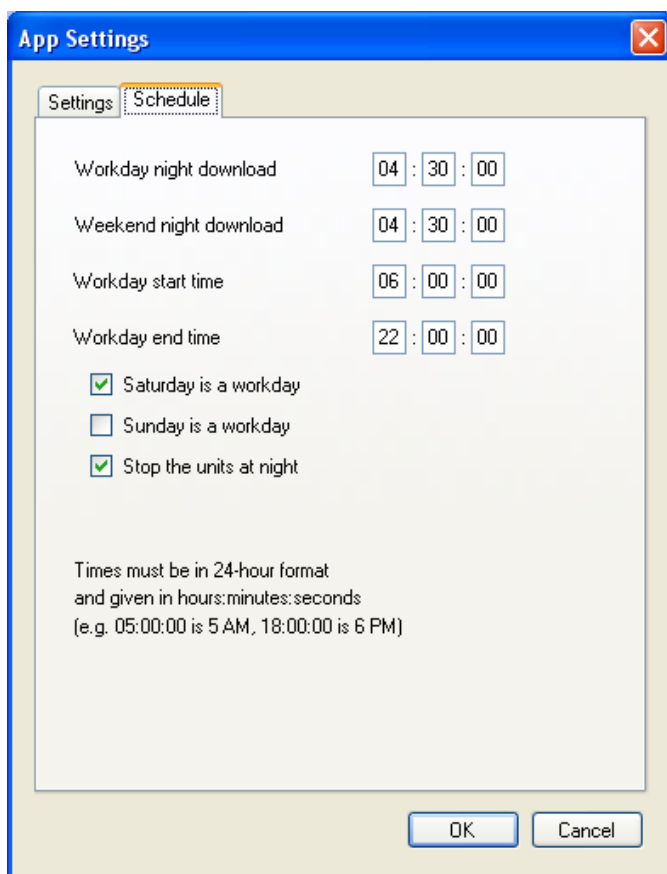 App Settings
Settings Schedule
Workday night download 04 : 30 : 00
Weekend night download 04 : 30 : 00
Workday start time 06 : 00 : 00
Workday end time 22 : 00 : 00
Saturday is a workday
Sunday is a workday
Stop the units at night
Times must be in 24-hour format
and given in hours:minutes:seconds
(e.g. 05:00:00 is 5 AM, 18:00:00 is 6 PM)
OK Cancel